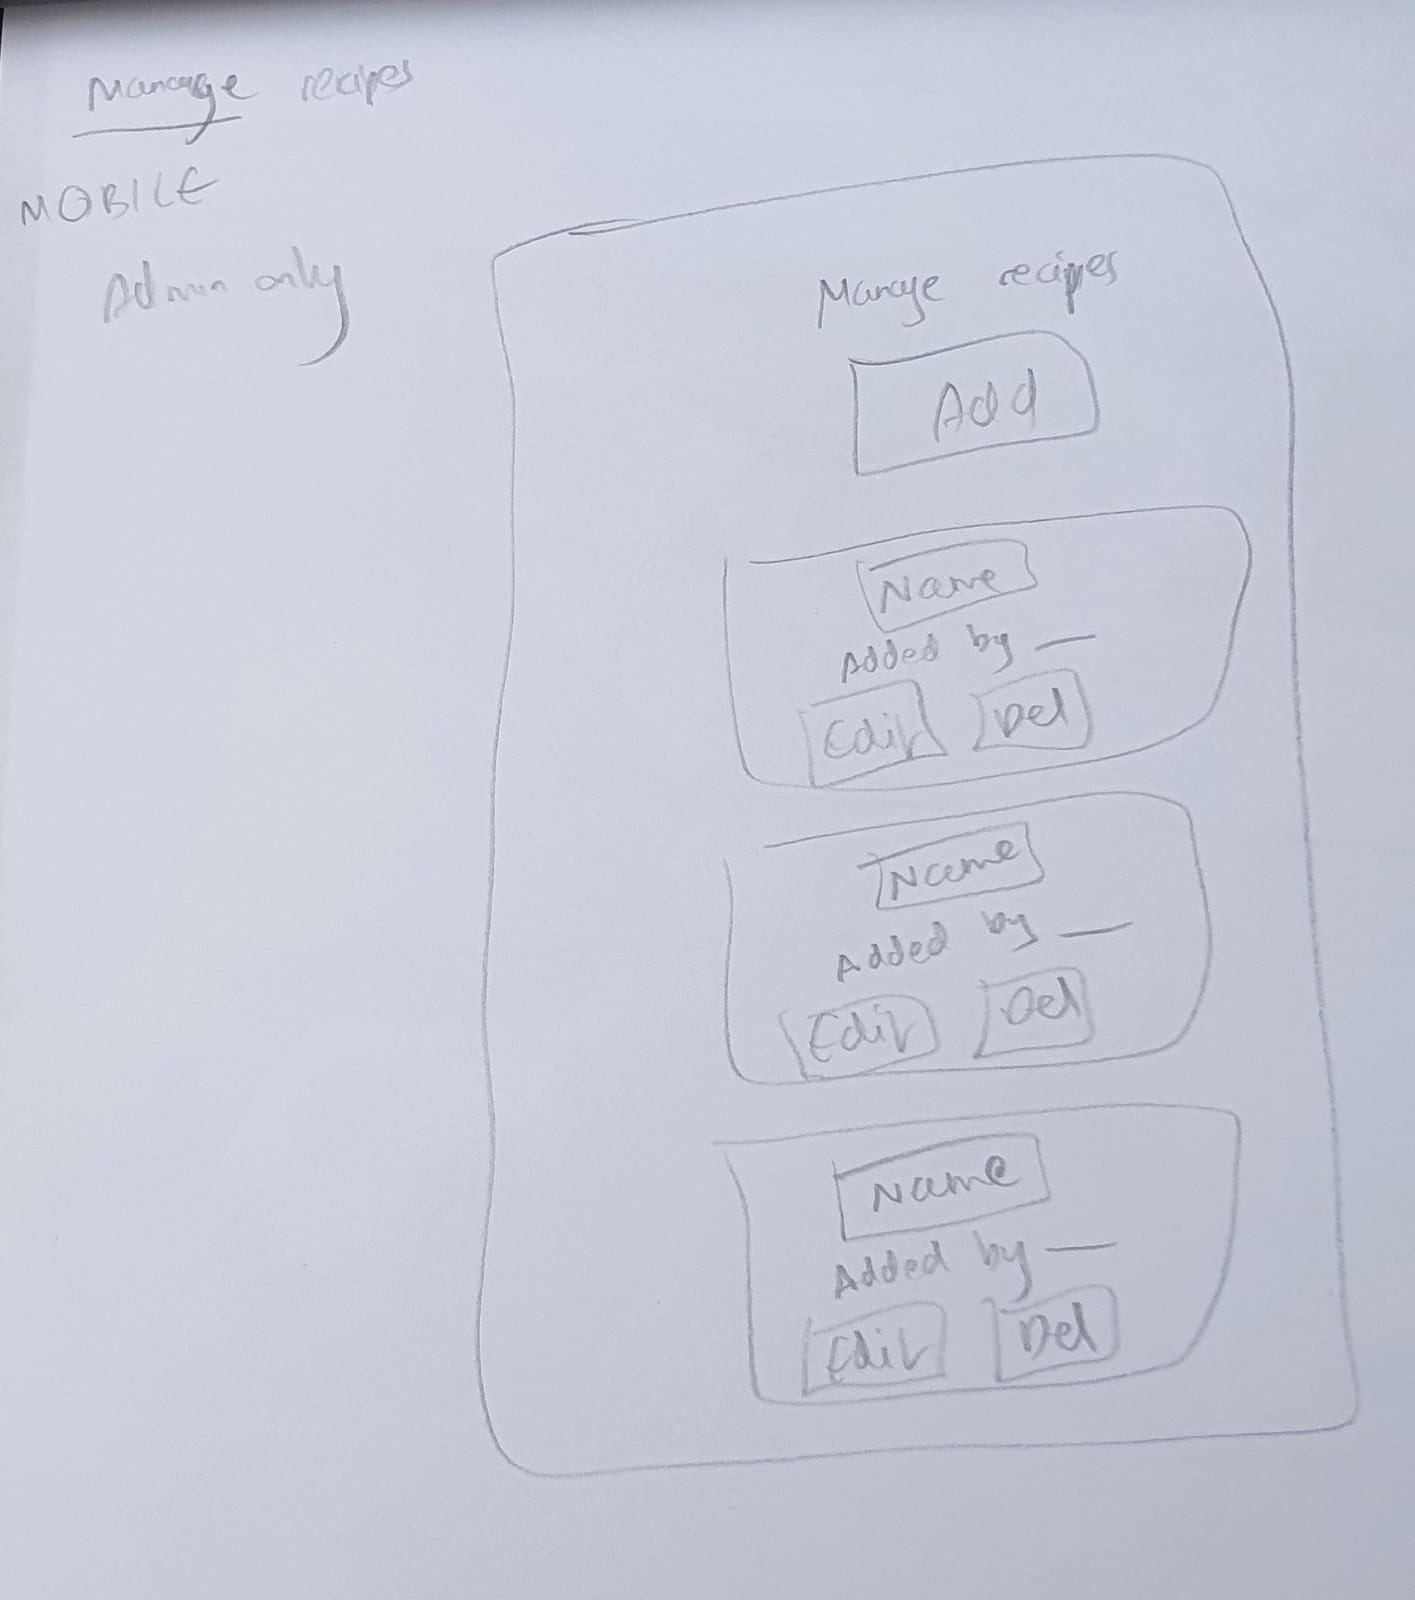 Manage recipes
MOBILE
Admin only
Manage recipes
Add
Name
Added by —
Edit Del
Name
Added by —
Edit Del
Name
Added by —
Edit Del